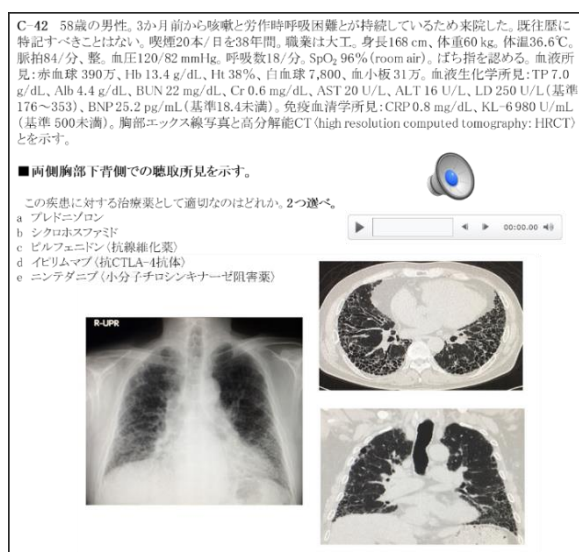 C-42 58歳の男性。3か月前から咳嗽と労作時呼吸困難とが持続しているため来院した。既往歴に
特記すべきことはない。喫煙20本/日を38年間。職業は大工。身長168 cm、体重60 kg。体温36.6℃。
脈拍84/分、整。血圧120/82 mmHg。呼吸数18/分。SpO₂ 96%(room air)。ばち指を認める。血液所
見:赤血球 390万、Hb 13.4 g/dL、Ht 38%、白血球 7,800、血小板 31万。血液生化学所見:TP 7.0
g/dL、Alb 4.4 g/dL、BUN 22 mg/dL、Cr 0.6 mg/dL、AST 20 U/L、ALT 16 U/L、LD 250 U/L(基準
176~353)、BNP 25.2 pg/mL(基準18.4未満)。免疫血清学所見:CRP 0.8 mg/dL、KL-6 980 U/mL
(基準 500未満)。胸部エックス線写真と高分解能CT〈high resolution computed tomography: HRCT〉
とを示す。
■両側胸部下背側での聴取所見を示す。
この疾患に対する治療薬として適切なのはどれか。2つ選べ。
a プレドニゾロン
b シクロホスファミド
c ピルフェニドン〈抗線維化薬〉
d イピリムマブ〈抗CTLA-4抗体〉
e ニンテダニブ〈小分子チロシンキナーゼ阻害薬〉
00:00.00
R-UPR